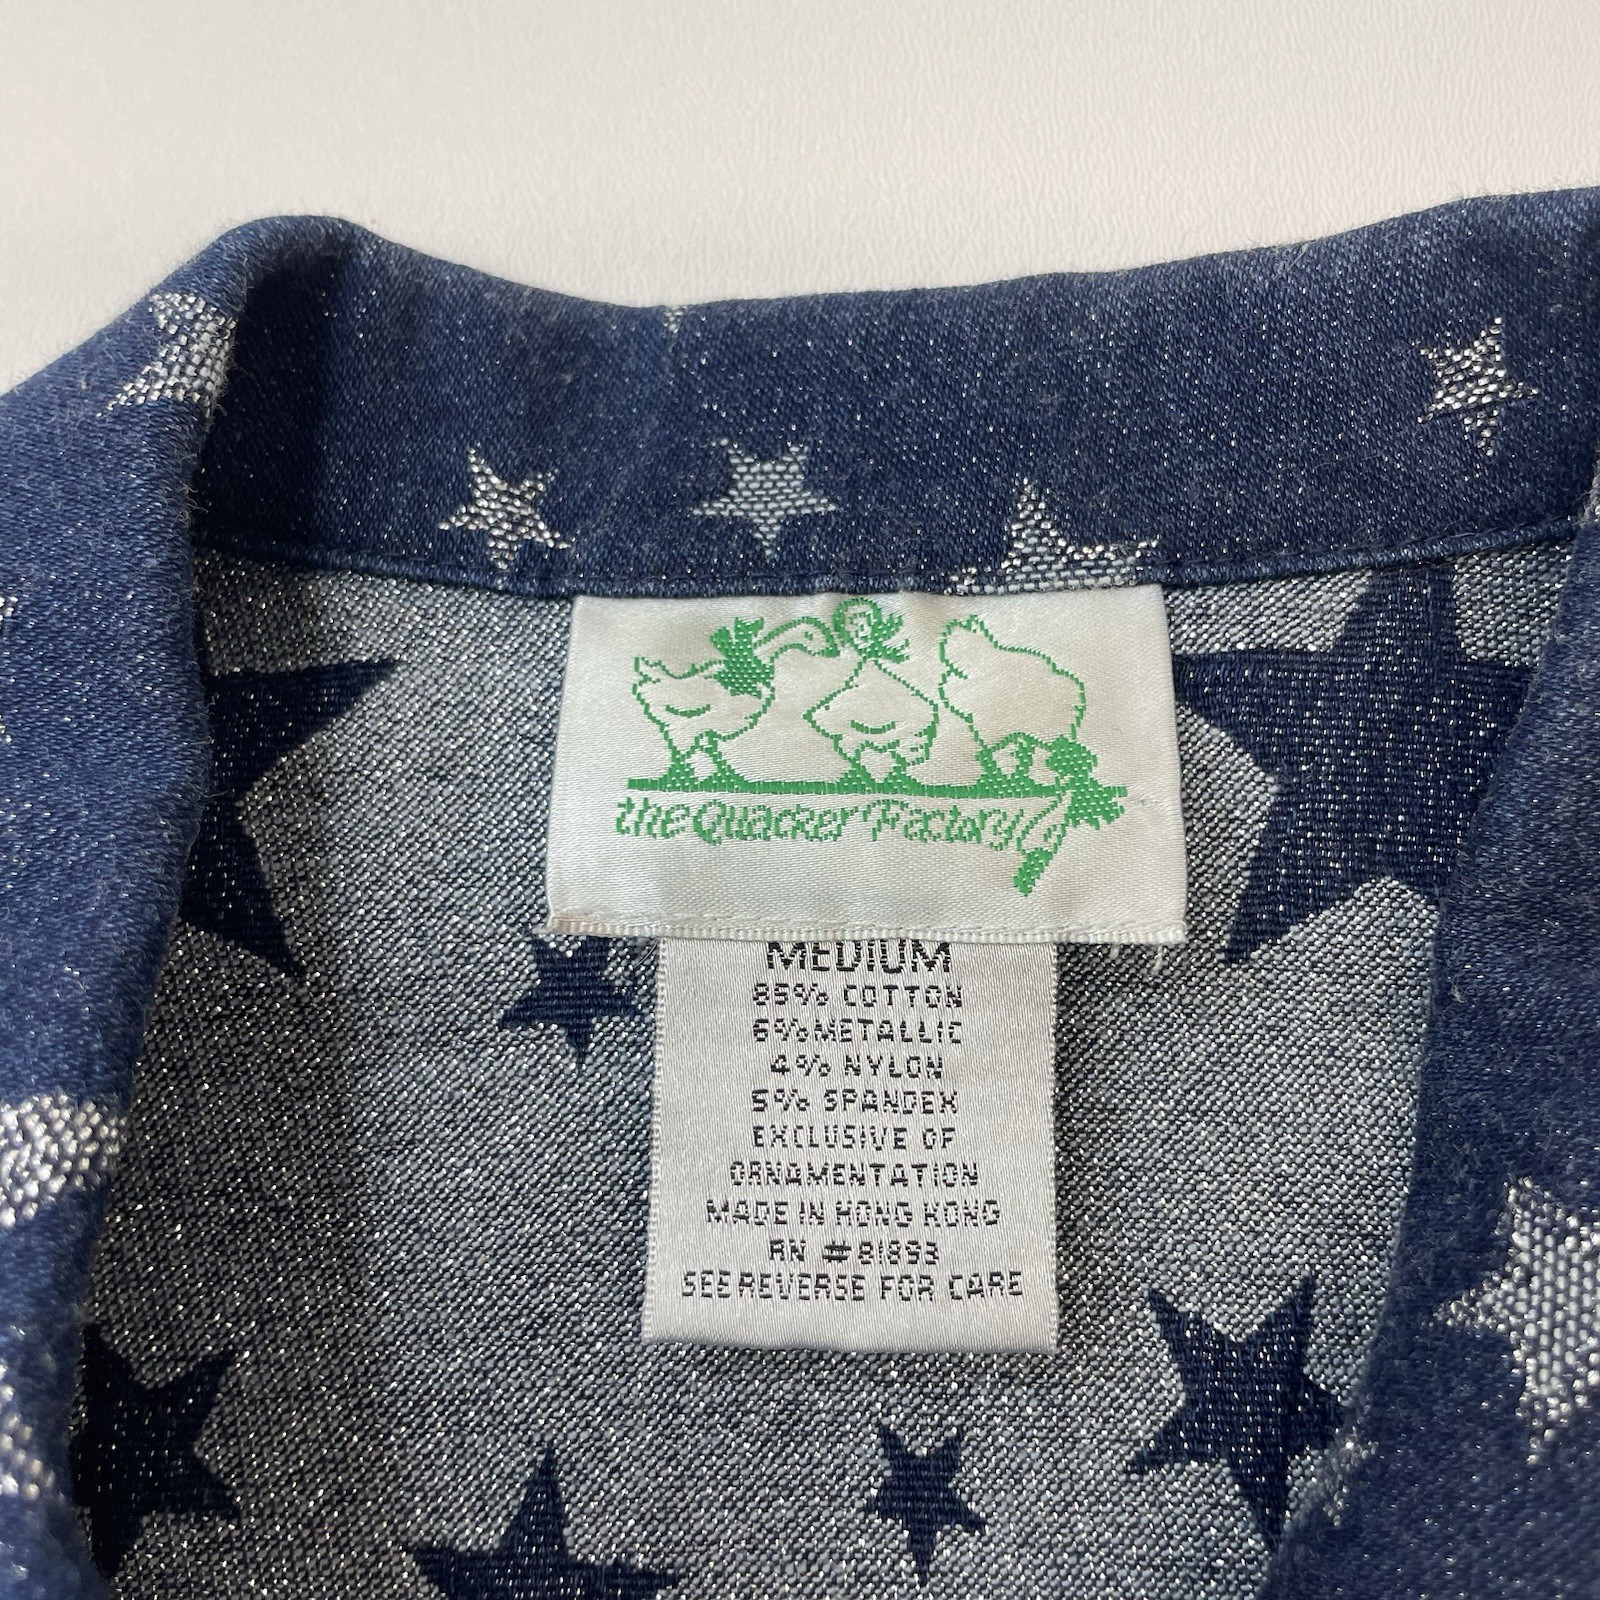 the Quacker Factory
MEDIUM
85% COTTON
6% METALLIC
4% NYLON
5% SPANDEX
EXCLUSIVE OF
ORNAMENTATION
MADE IN HONG KONG
RN #81893
SEE REVERSE FOR CARE